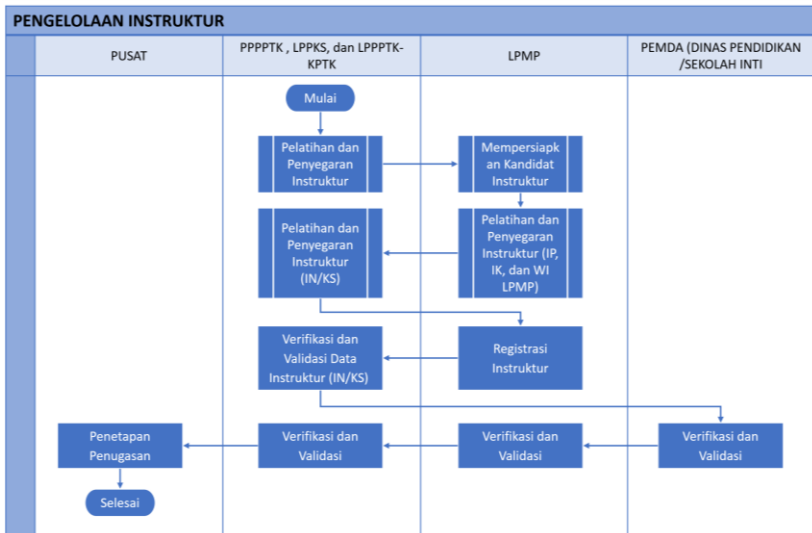 PENGELOLAAN INSTRUKTUR
PUSAT
PPPPTK , LPPKS, dan LPPPTK-
KPTK
LPMP
PEMDA (DINAS PENDIDIKAN
/SEKOLAH INTI
Mulai
Pelatihan dan
Penyegaran
Instruktur
Mempersiapk
an Kandidat
Instruktur
Pelatihan dan
Penyegaran
Instruktur
(IN/KS)
Pelatihan dan
Penyegaran
Instruktur (IP,
IK, dan WI
LPMP)
Verifikasi dan
Validasi Data
Instruktur (IN/KS)
Registrasi
Instruktur
Penetapan
Penugasan
Verifikasi dan
Validasi
Verifikasi dan
Validasi
Verifikasi dan
Validasi
Selesai